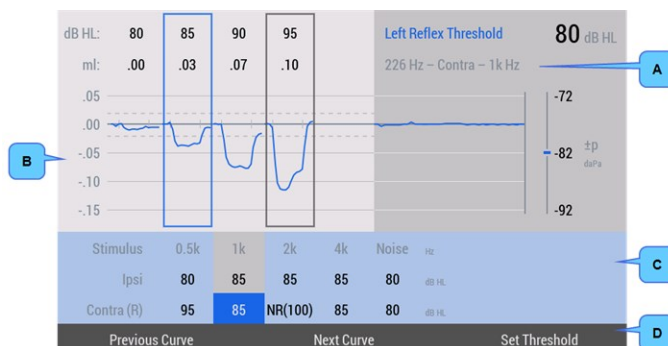 dB HL: 80 85 90 95
ml: .00 .03 .07 .10
Left Reflex Threshold 80 dB HL
226 Hz – Contra – 1k Hz
A
.05
.00
-.05
-.10
-.15
B
-72
-82
-92
±p
daPa
Stimulus 0.5k 1k 2k 4k Noise Hz
Ipsi 80 85 85 85 80 dB HL
Contra (R) 95 85 NR(100) 85 80 dB HL
C
Previous Curve Next Curve Set Threshold
D